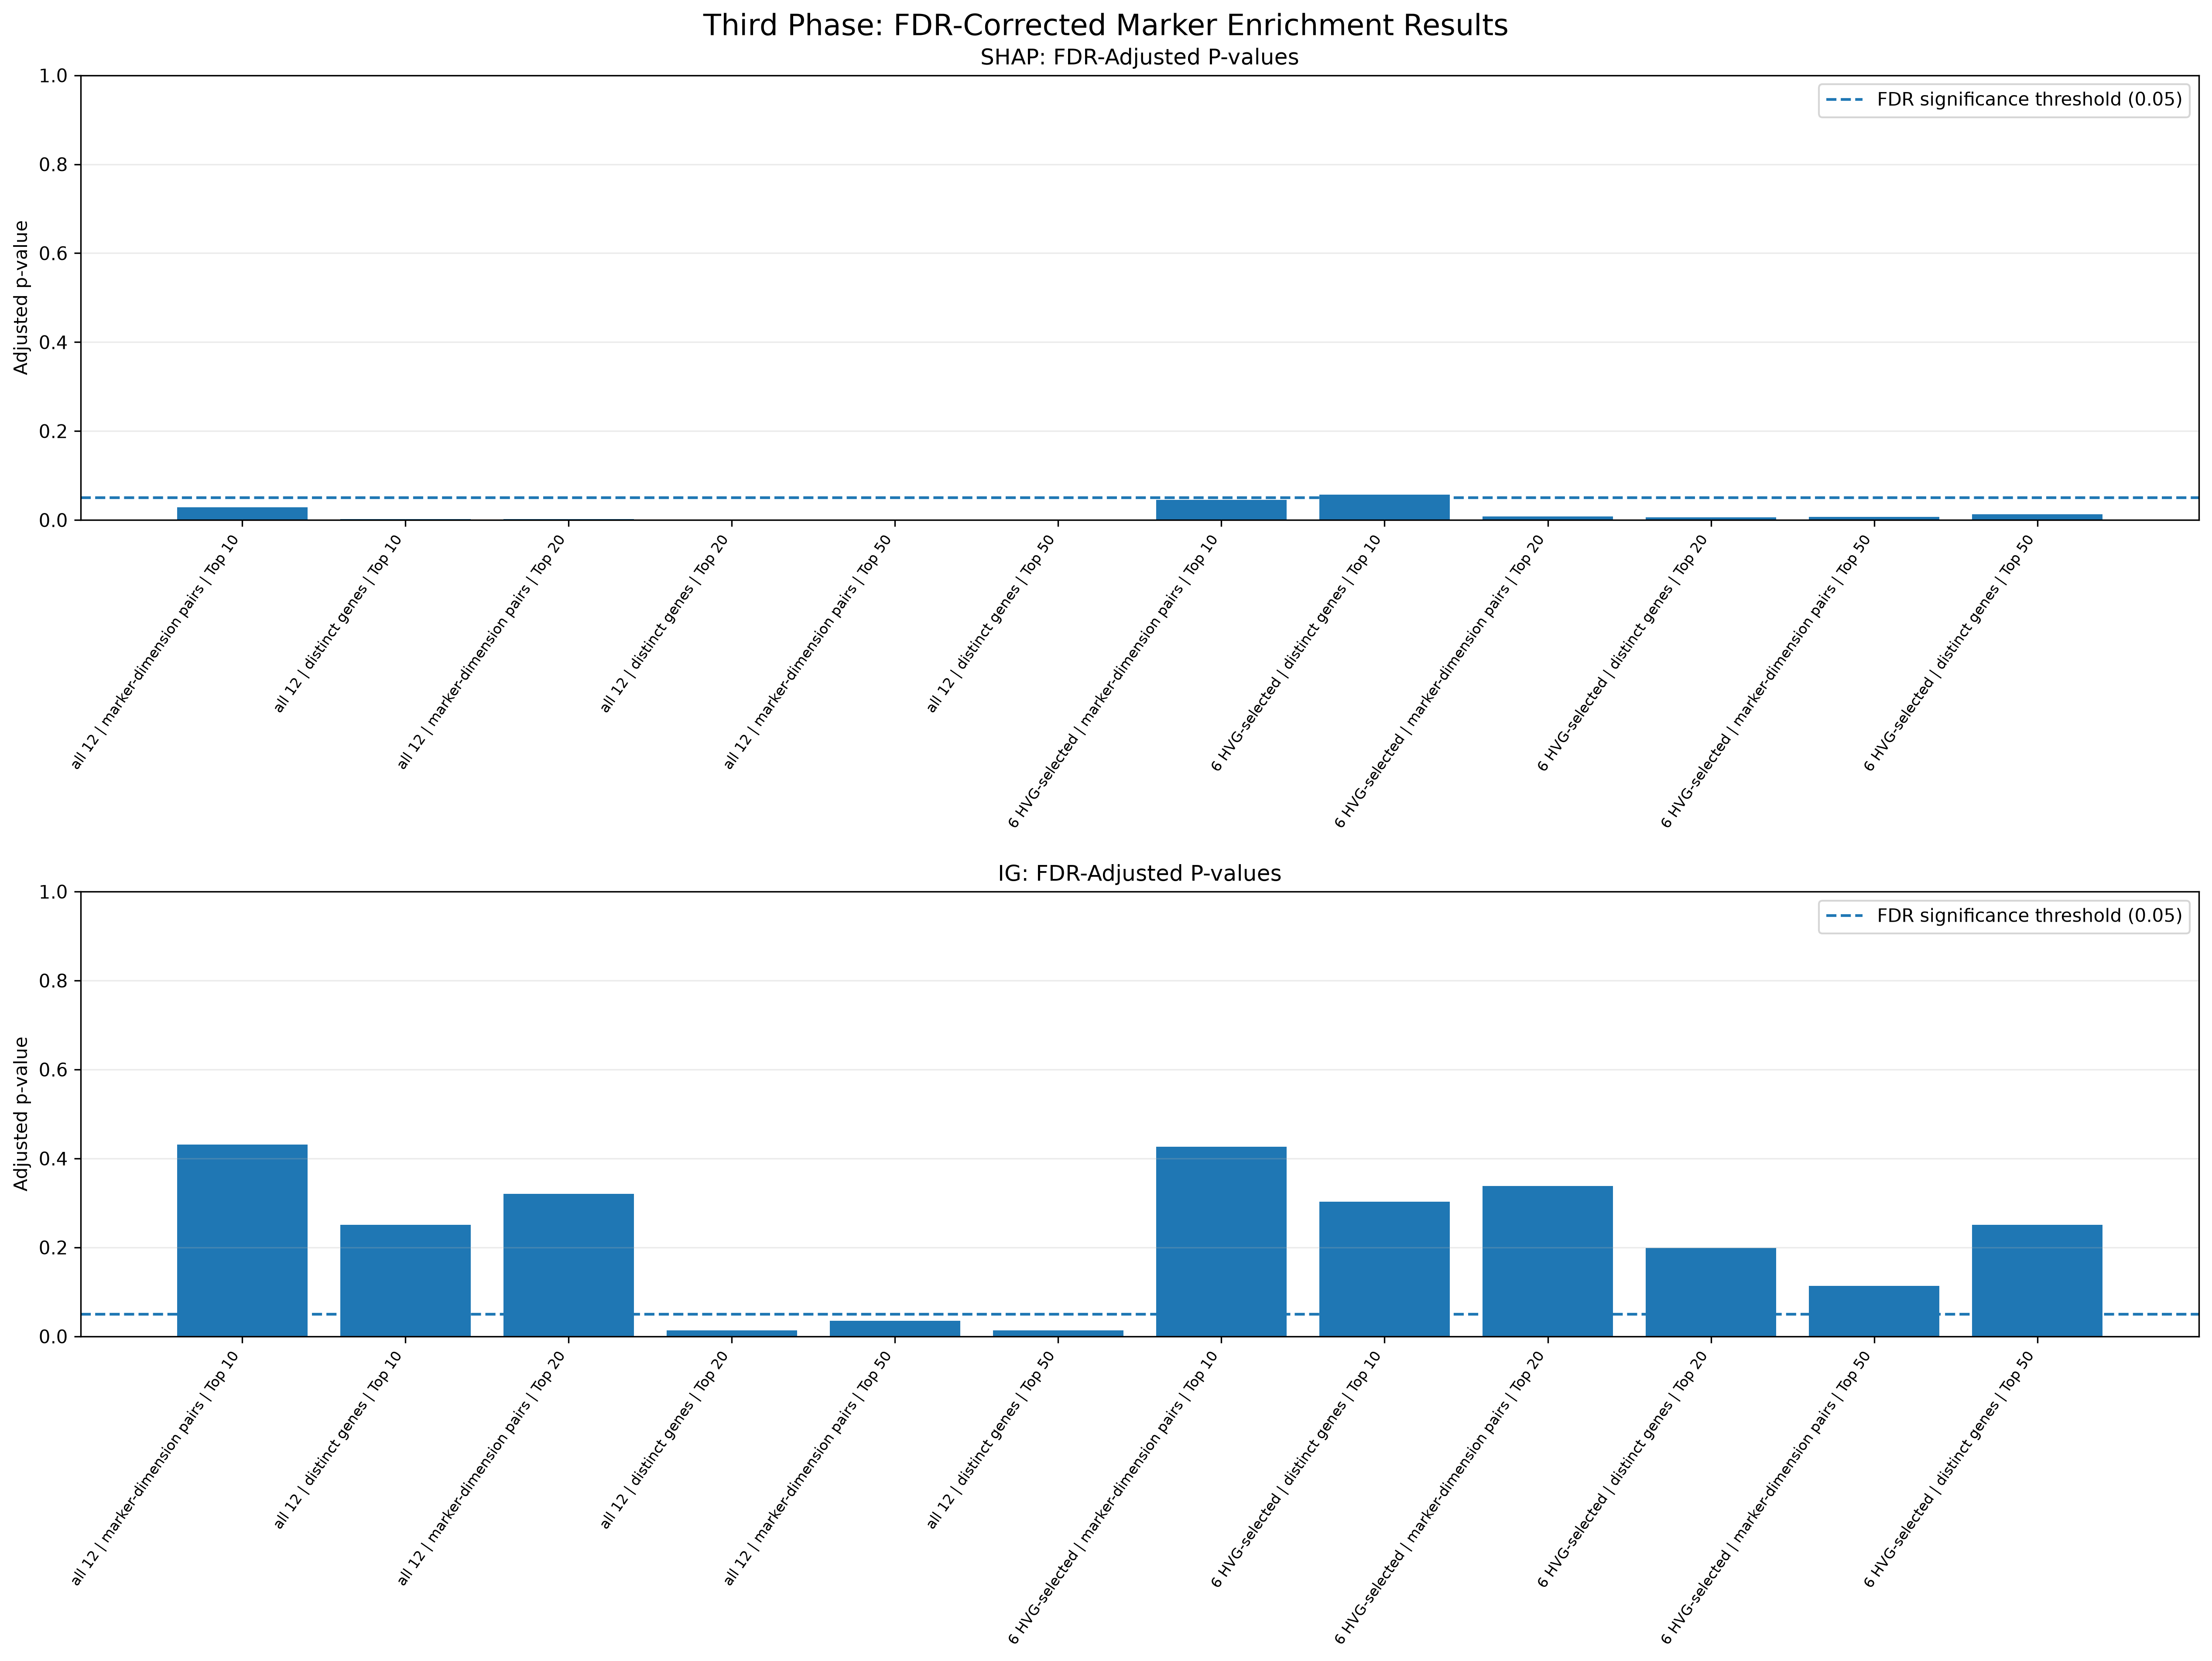 Third Phase: FDR-Corrected Marker Enrichment Results
SHAP: FDR-Adjusted P-values
1.0
0.8
0.6
0.4
0.2
0.0
Adjusted p-value
FDR significance threshold (0.05)
all 12 | marker-dimension pairs | Top 10
all 12 | distinct genes | Top 10
all 12 | marker-dimension pairs | Top 20
all 12 | distinct genes | Top 20
all 12 | marker-dimension pairs | Top 50
all 12 | distinct genes | Top 50
6 HVG-selected | marker-dimension pairs | Top 10
6 HVG-selected | distinct genes | Top 10
6 HVG-selected | marker-dimension pairs | Top 20
6 HVG-selected | distinct genes | Top 20
6 HVG-selected | marker-dimension pairs | Top 50
6 HVG-selected | distinct genes | Top 50
IG: FDR-Adjusted P-values
1.0
0.8
0.6
0.4
0.2
0.0
Adjusted p-value
FDR significance threshold (0.05)
all 12 | marker-dimension pairs | Top 10
all 12 | distinct genes | Top 10
all 12 | marker-dimension pairs | Top 20
all 12 | distinct genes | Top 20
all 12 | marker-dimension pairs | Top 50
all 12 | distinct genes | Top 50
6 HVG-selected | marker-dimension pairs | Top 10
6 HVG-selected | distinct genes | Top 10
6 HVG-selected | marker-dimension pairs | Top 20
6 HVG-selected | distinct genes | Top 20
6 HVG-selected | marker-dimension pairs | Top 50
6 HVG-selected | distinct genes | Top 50